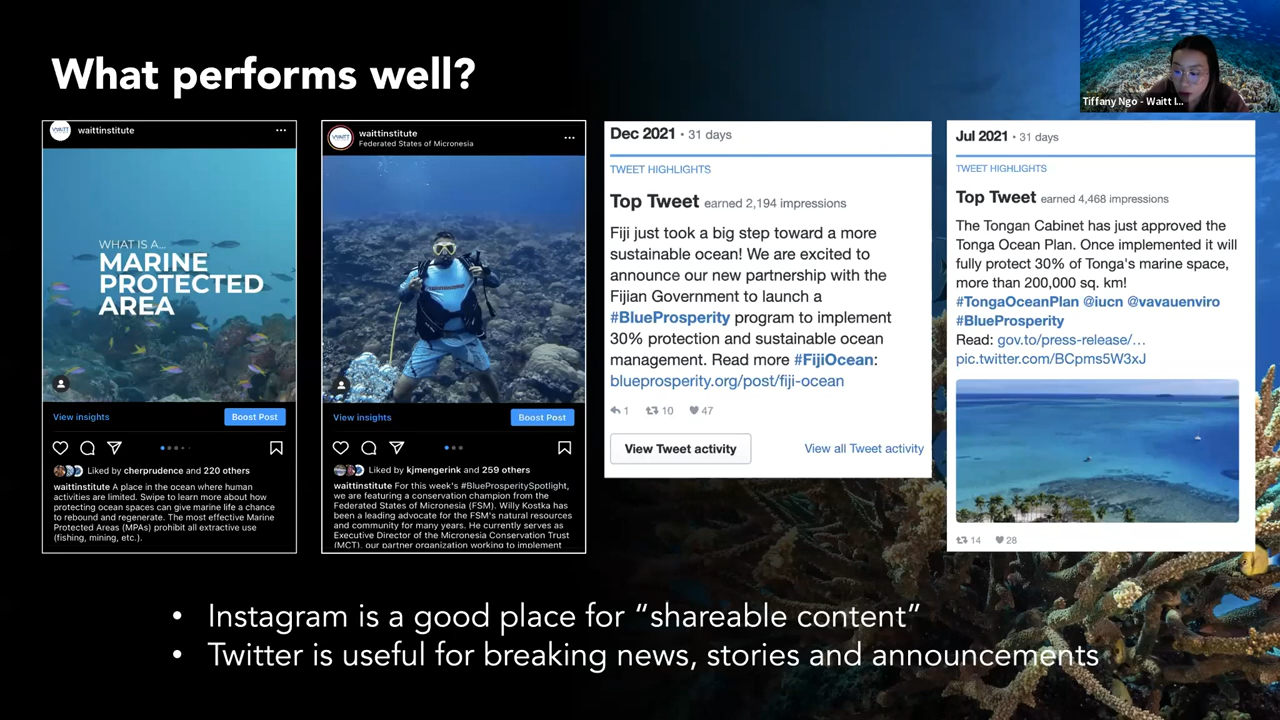 What performs well?
Tiffany Ngo - Waitt I...
waittinstitute
WHAT IS A...
MARINE
PROTECTED
AREA
View insights
Boost Post
Liked by cherprudence and 220 others
waittinstitute A place in the ocean where human
activities are limited. Swipe to learn more about how
protecting ocean spaces can give marine life a chance
to rebound and regenerate. The most effective Marine
Protected Areas (MPAs) prohibit all extractive use
(fishing, mining, etc.).
waittinstitute
Federated States of Micronesia
View insights
Boost Post
Liked by kjmengerink and 259 others
waittinstitute For this week's #BlueProsperitySpotlight,
we are featuring a conservation champion from the
Federated States of Micronesia (FSM). Willy Kostka has
been a leading advocate for the FSM's natural resources
and community for many years. He currently serves as
Executive Director of the Micronesia Conservation Trust
(MCT), our partner organization working to implement
Dec 2021 • 31 days
TWEET HIGHLIGHTS
Top Tweet earned 2,194 impressions
Fiji just took a big step toward a more
sustainable ocean! We are excited to
announce our new partnership with the
Fijian Government to launch a
#BlueProsperity program to implement
30% protection and sustainable ocean
management. Read more #FijiOcean:
blueprosperity.org/post/fiji-ocean
1 10 47
View Tweet activity
View all Tweet activity
Jul 2021 • 31 days
TWEET HIGHLIGHTS
Top Tweet earned 4,468 impressions
The Tongan Cabinet has just approved the
Tonga Ocean Plan. Once implemented it will
fully protect 30% of Tonga's marine space,
more than 200,000 sq. km!
#TongaOceanPlan @iucn @vavauenviro
#BlueProsperity
Read: gov.to/press-release/…
pic.twitter.com/BCpms5W3xJ
14 28
• Instagram is a good place for “shareable content”
• Twitter is useful for breaking news, stories and announcements